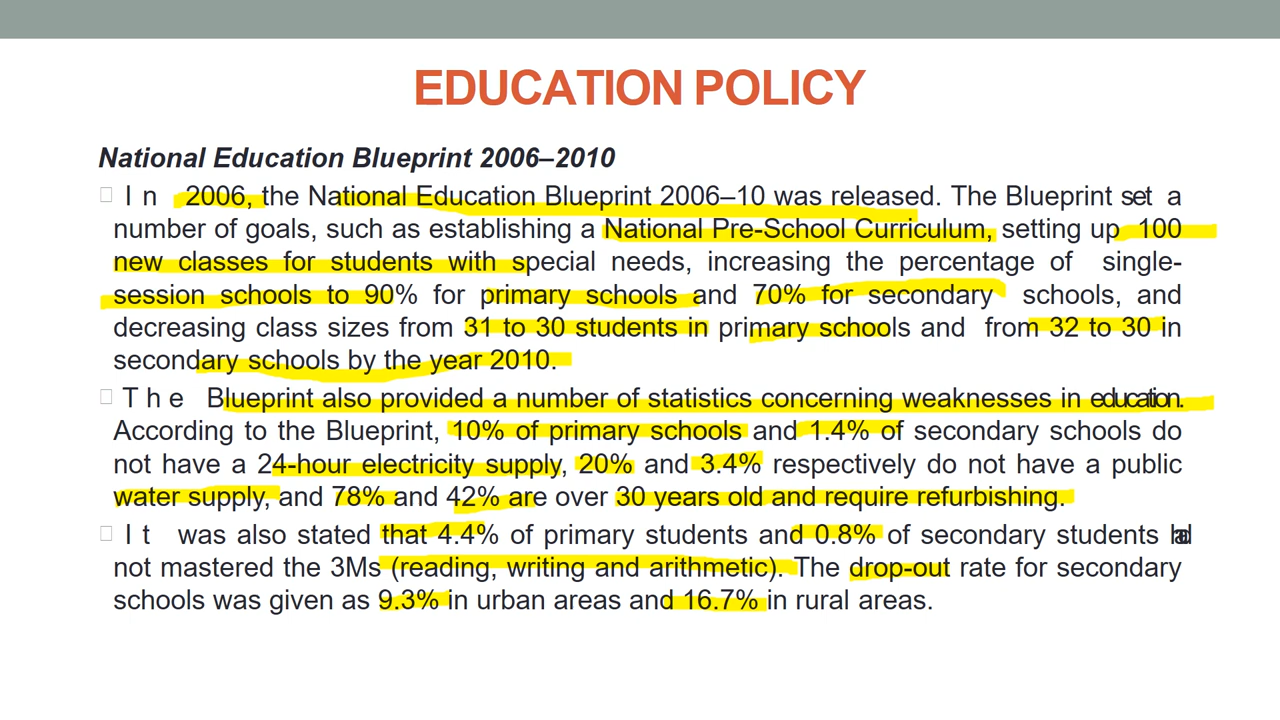 EDUCATION POLICY
National Education Blueprint 2006–2010
In 2006, the National Education Blueprint 2006–10 was released. The Blueprint set a
number of goals, such as establishing a National Pre-School Curriculum, setting up 100
new classes for students with special needs, increasing the percentage of single-
session schools to 90% for primary schools and 70% for secondary schools, and
decreasing class sizes from 31 to 30 students in primary schools and from 32 to 30 in
secondary schools by the year 2010.
The Blueprint also provided a number of statistics concerning weaknesses in education.
According to the Blueprint, 10% of primary schools and 1.4% of secondary schools do
not have a 24-hour electricity supply, 20% and 3.4% respectively do not have a public
water supply, and 78% and 42% are over 30 years old and require refurbishing.
It was also stated that 4.4% of primary students and 0.8% of secondary students had
not mastered the 3Ms (reading, writing and arithmetic). The drop-out rate for secondary
schools was given as 9.3% in urban areas and 16.7% in rural areas.